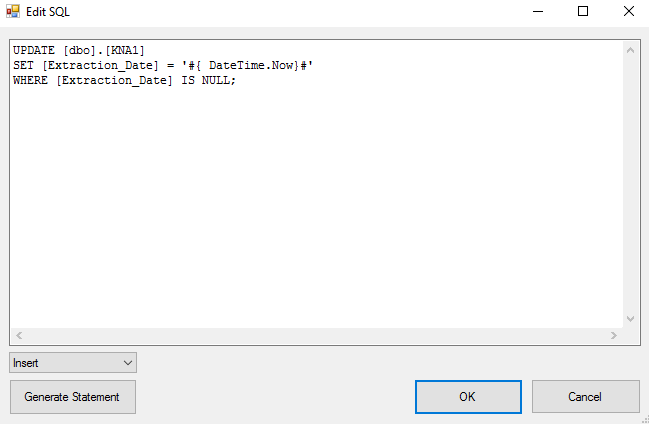 Edit SQL
UPDATE [dbo].[KNA1]
SET [Extraction_Date] = '#{ DateTime.Now}#'
WHERE [Extraction_Date] IS NULL;
Insert
Generate Statement
OK
Cancel